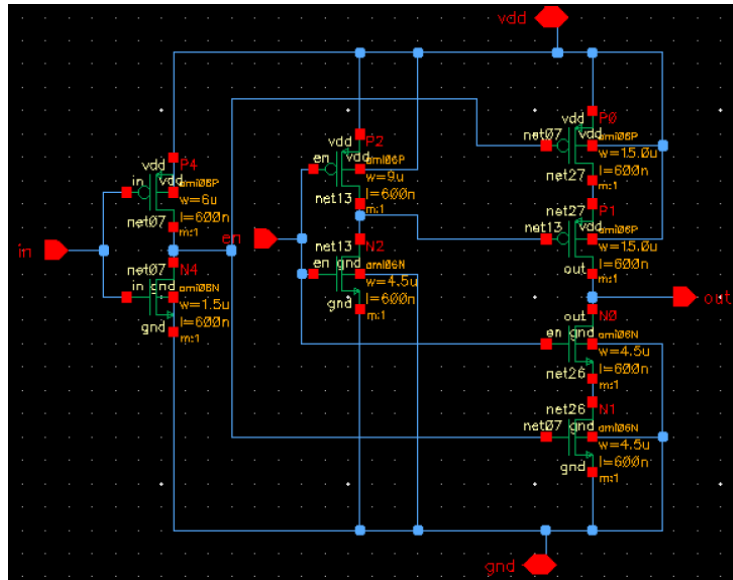 vdd
vdd P0
net07 vdd ami06P
w=15.0u
l=600n
net27 m:1
vdd P2
en vdd ami06P
w=9u
l=600n
net13 m:1
vdd P4
in vdd ami06P
w=6u
l=600n
net07 m:1
net27 P1
net13 vdd ami06P
w=15.0u
l=600n
out m:1
in
en
net13 N2
en gnd ami06N
w=4.5u
l=600n
gnd m:1
net07 N4
in gnd ami06N
w=1.5u
l=600n
gnd m:1
out
out N0
en gnd ami06N
w=4.5u
l=600n
net26 m:1
net26 N1
net07 gnd ami06N
w=4.5u
l=600n
gnd m:1
gnd